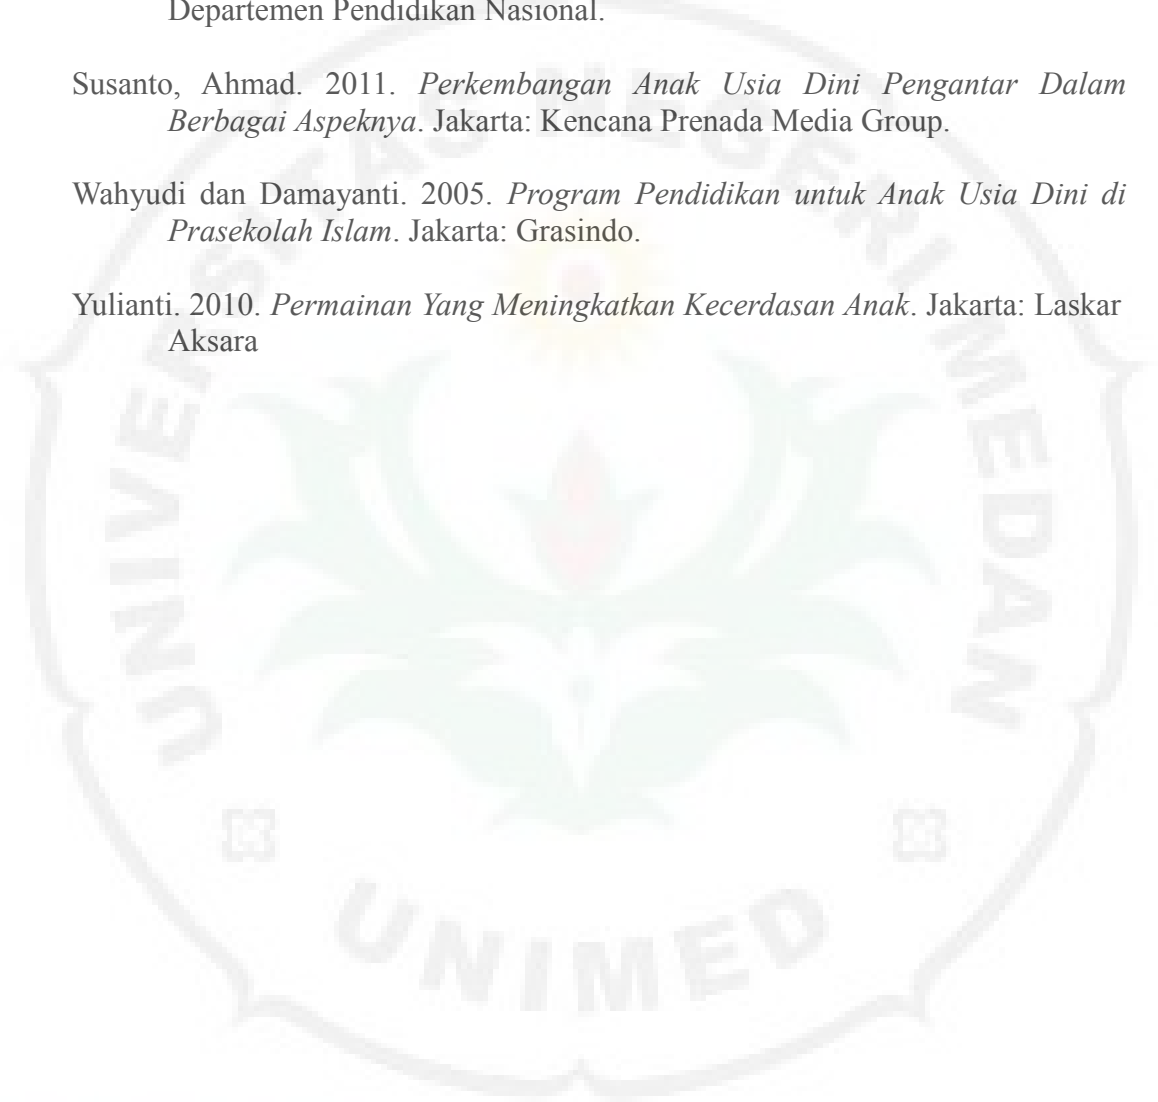 Departemen Pendidikan Nasional.
Susanto, Ahmad. 2011. Perkembangan Anak Usia Dini Pengantar Dalam
Berbagai Aspeknya. Jakarta: Kencana Prenada Media Group.
Wahyudi dan Damayanti. 2005. Program Pendidikan untuk Anak Usia Dini di
Prasekolah Islam. Jakarta: Grasindo.
Yulianti. 2010. Permainan Yang Meningkatkan Kecerdasan Anak. Jakarta: Laskar
Aksara
UNIVERSITAS NEGERI MEDAN
UNIMED